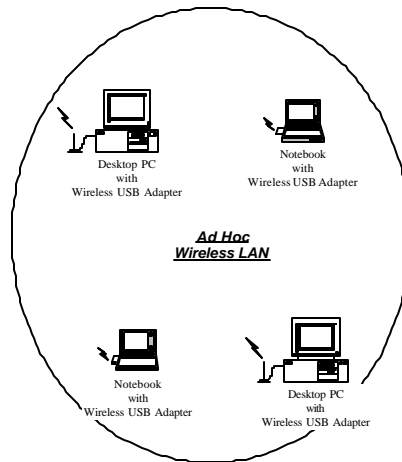 Desktop PC
with
Wireless USB Adapter
Notebook
with
Wireless USB Adapter
Ad Hoc
Wireless LAN
Notebook
with
Wireless USB Adapter
Desktop PC
with
Wireless USB Adapter